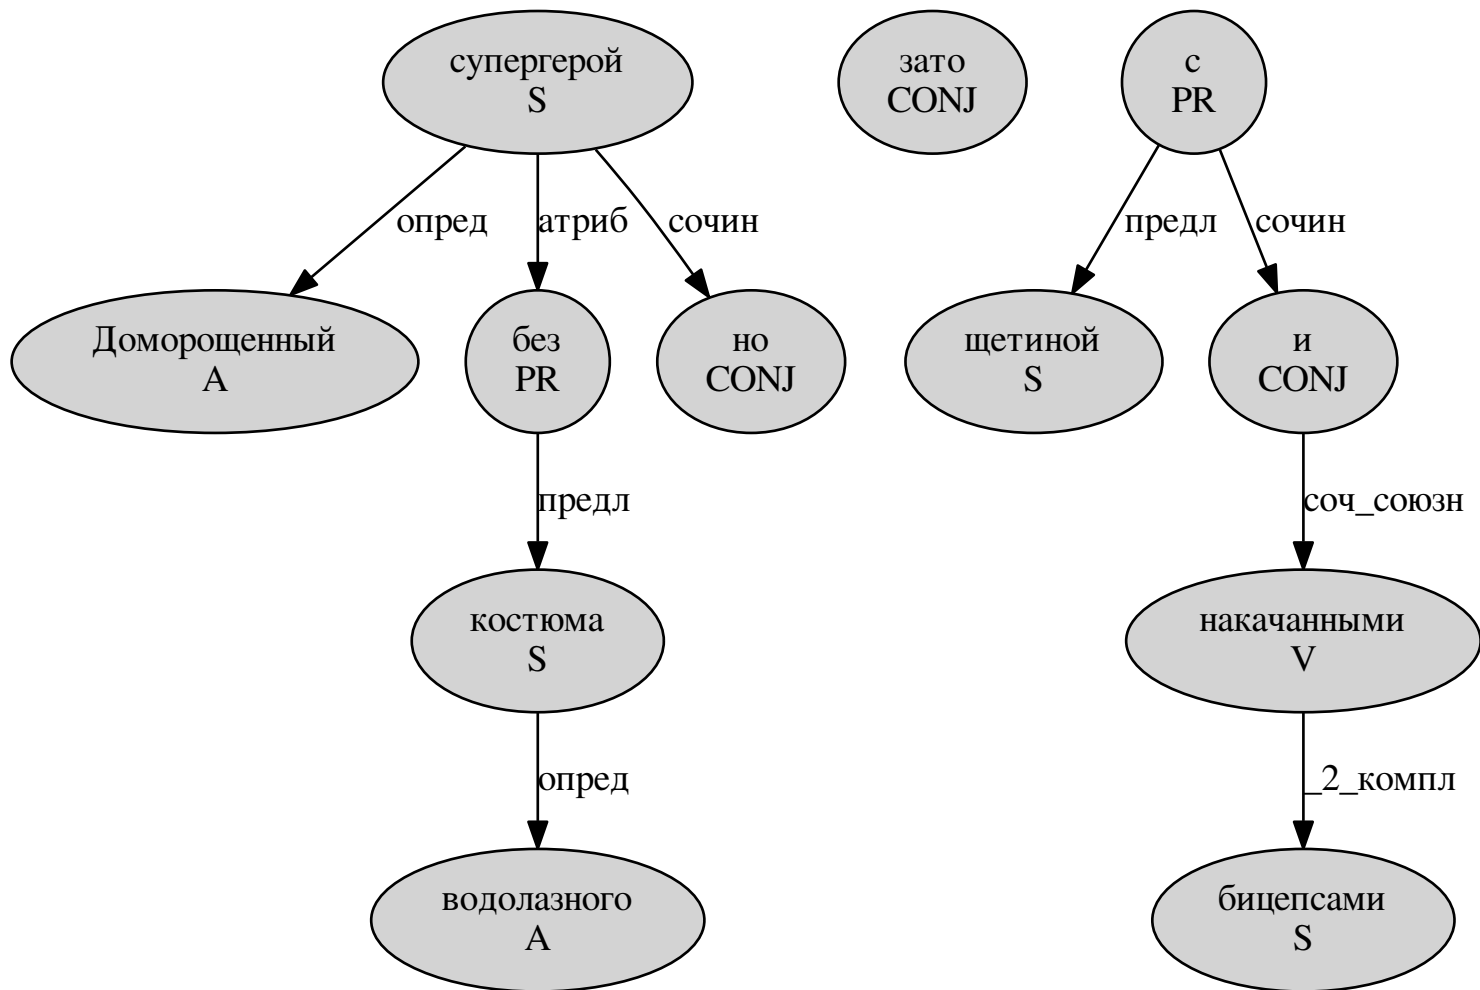 супергерой
S
зато
CONJ
с
PR
опред
атриб
сочин
предл
сочин
Доморощенный
A
без
PR
но
CONJ
щетиной
S
и
CONJ
предл
соч_союзн
костюма
S
накачанными
V
опред
_2_компл
водолазного
A
бицепсами
S